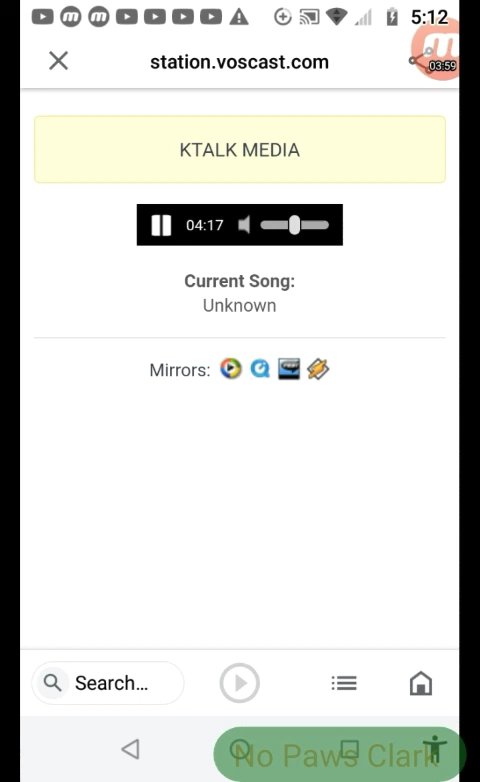 5:12
station.voscast.com
03:59
KTALK MEDIA
04:17
Current Song:
Unknown
Mirrors:
Search...
No Paws Clark